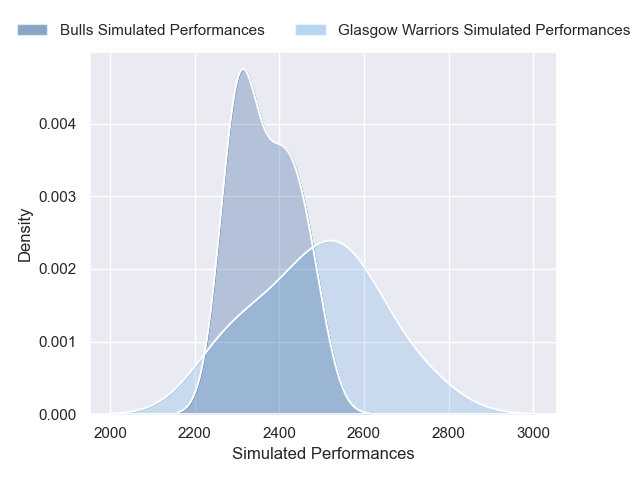 Bulls Simulated Performances Glasgow Warriors Simulated Performances
0.004
0.003
0.002
0.001
0.000
Density
2000 2200 2400 2600 2800 3000
Simulated Performances